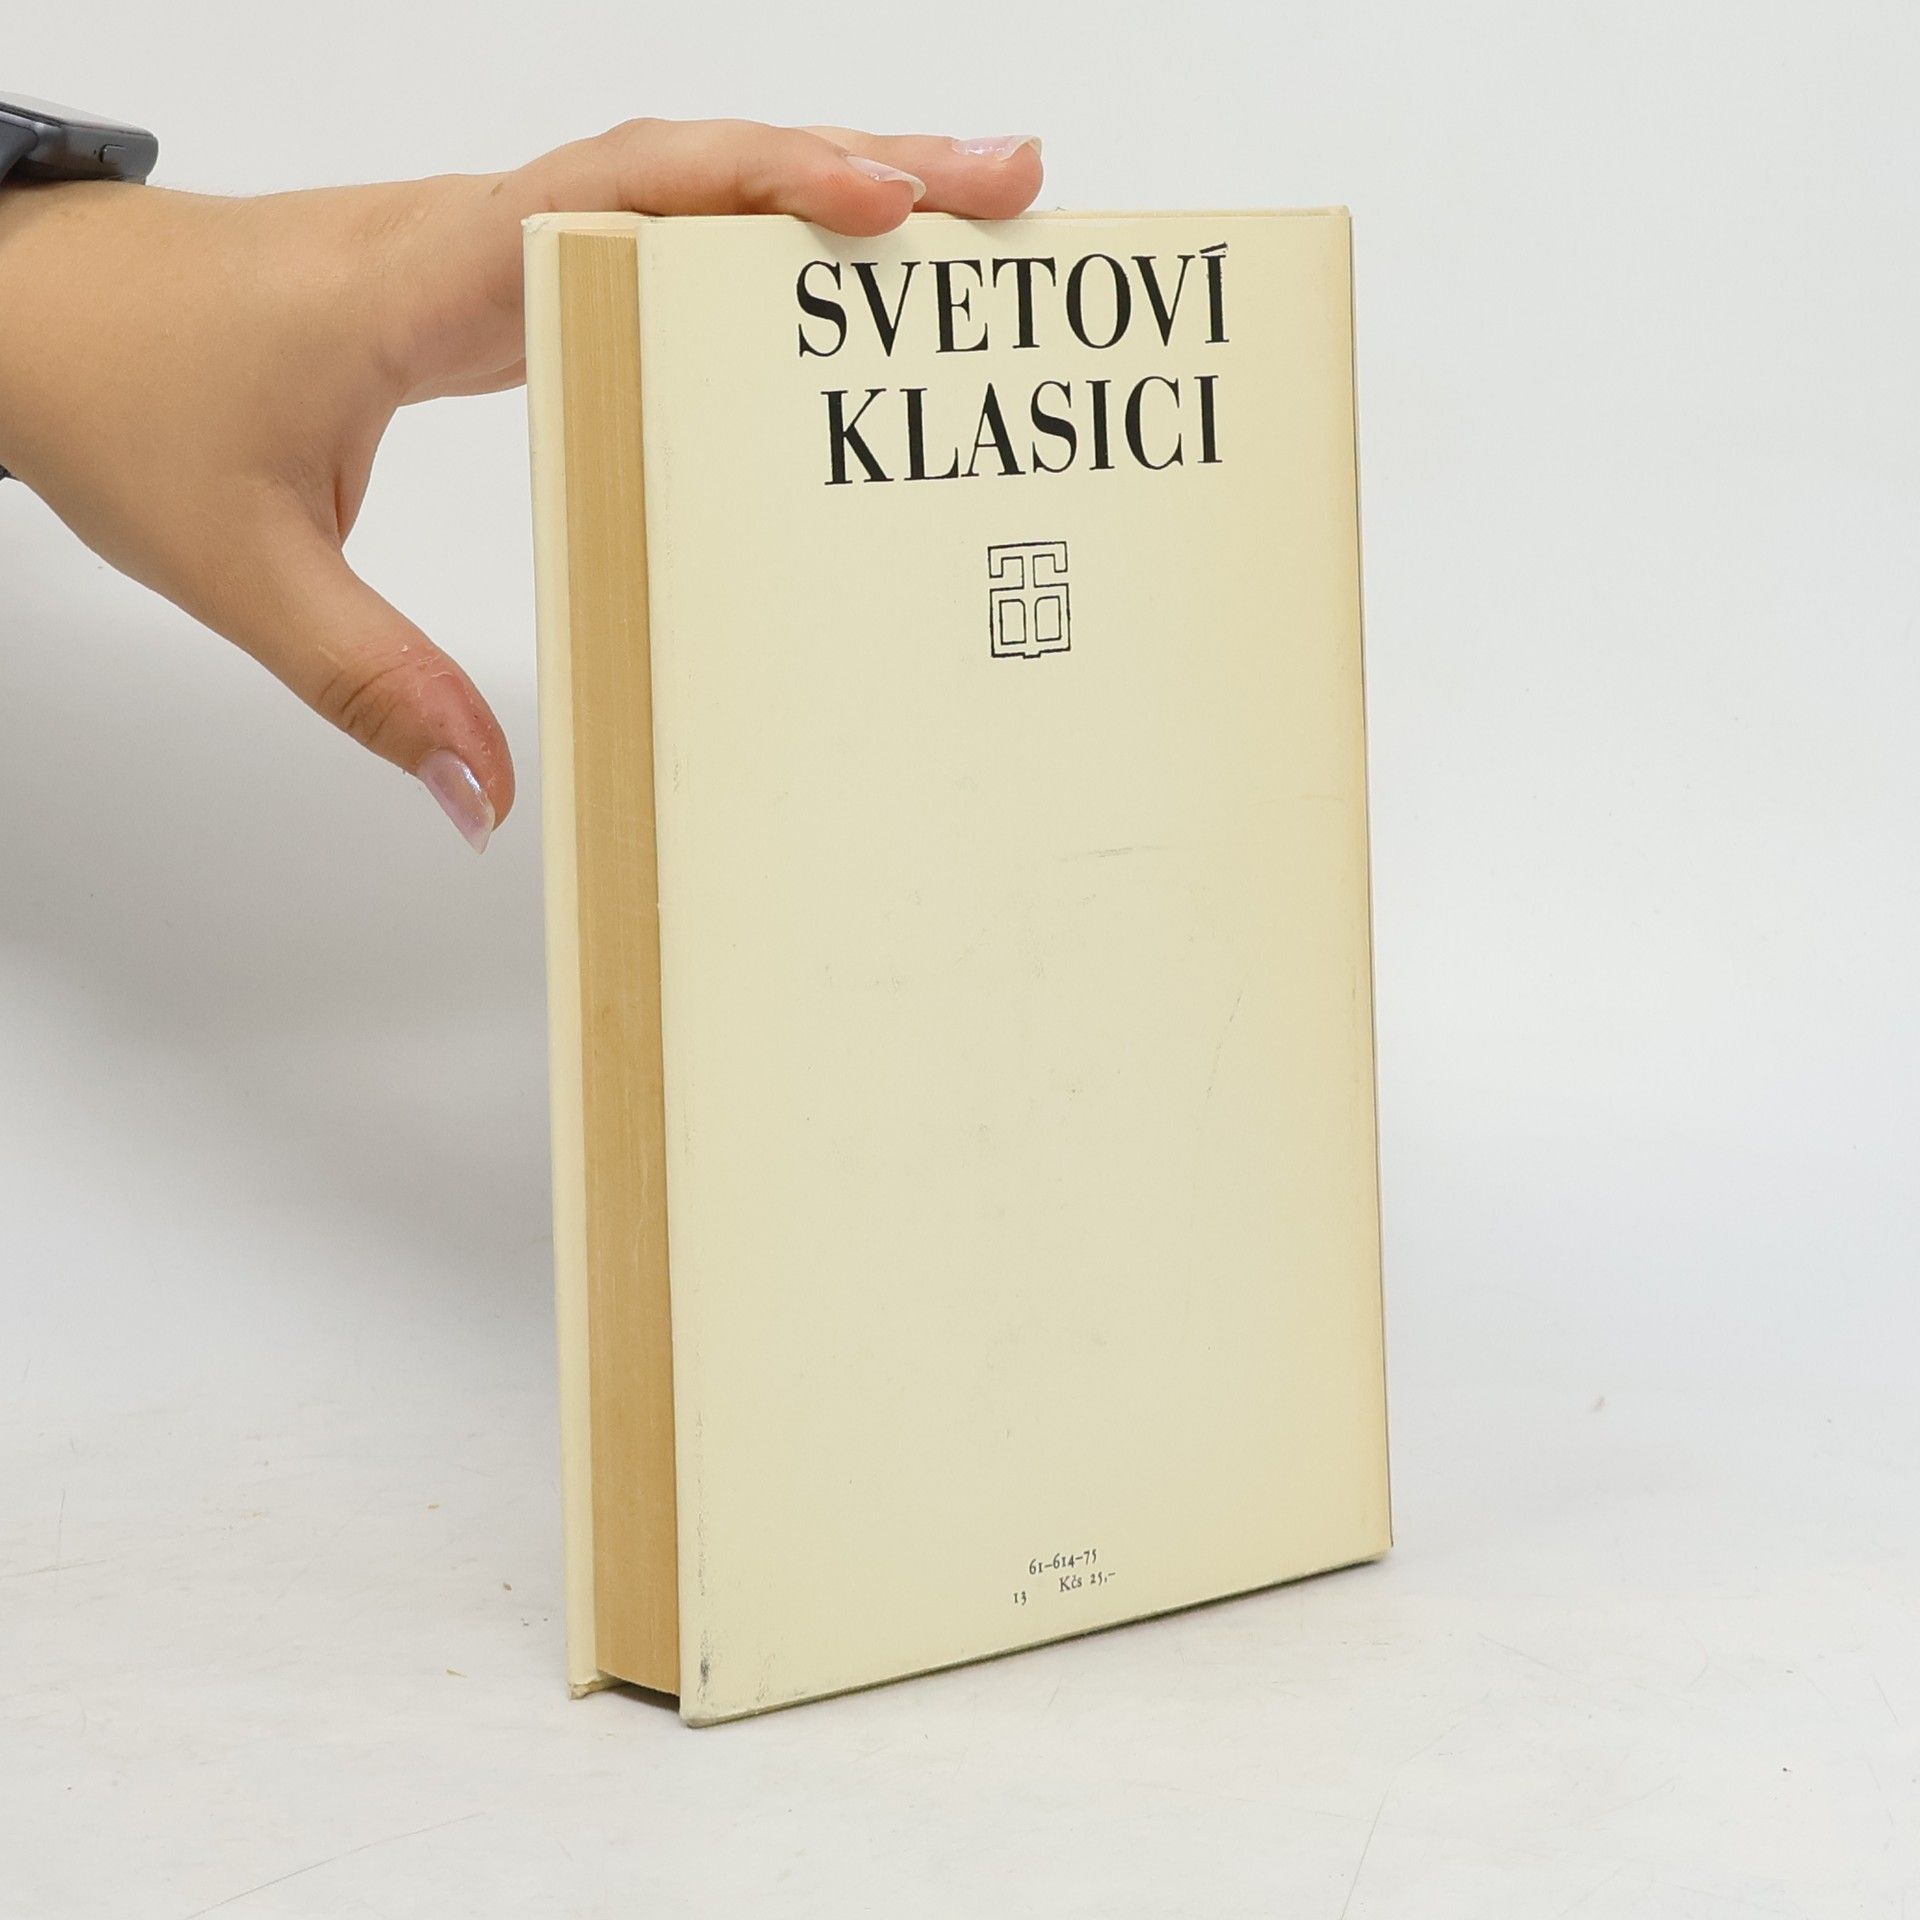 SVETOVÍ
KLASICI
61-614-75
13 Kčs 25,-